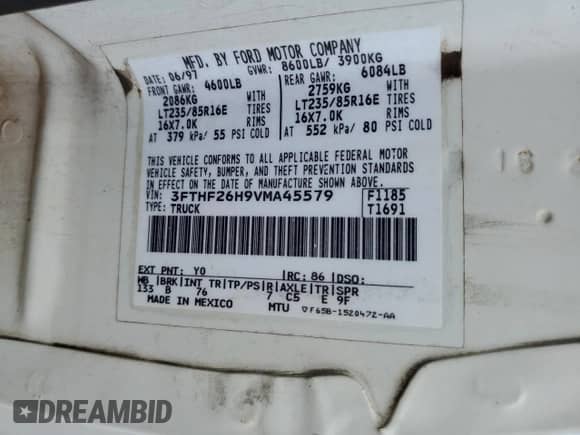 MFD. BY FORD MOTOR COMPANY
DATE: 06/97 GVWR: 8600LB/ 3900KG
FRONT GAWR: 4600LB REAR GAWR: 6084LB
2086KG WITH 2759KG WITH
LT235/85R16E TIRES LT235/85R16E TIRES
16X7.0K RIMS 16X7.0K RIMS
AT 379 kPa/ 55 PSI COLD AT 552 kPa/ 80 PSI COLD
THIS VEHICLE CONFORMS TO ALL APPLICABLE FEDERAL MOTOR
VEHICLE SAFETY, BUMPER, AND THEFT PREVENTION STANDARDS
IN EFFECT ON THE DATE OF MANUFACTURE SHOWN ABOVE.
VIN: 3FTHF26H9VMA45579 F1185
TYPE: TRUCK T1691
EXT PNT: Y0 RC: 86 DSO:
WB BRK INT TR TP/PS R AXLE TR SPR
133 B 76 7 C5 E 9F
MADE IN MEXICO MTU F65B-1520472-AA
DREAMBID